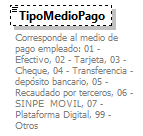 TipoMedioPago
Corresponde al medio de
pago empleado: 01 -
Efectivo, 02 - Tarjeta, 03 -
Cheque, 04 - Transferencia -
depósito bancario, 05 -
Recaudado por terceros, 06 -
SINPE MOVIL, 07 -
Plataforma Digital, 99 -
Otros